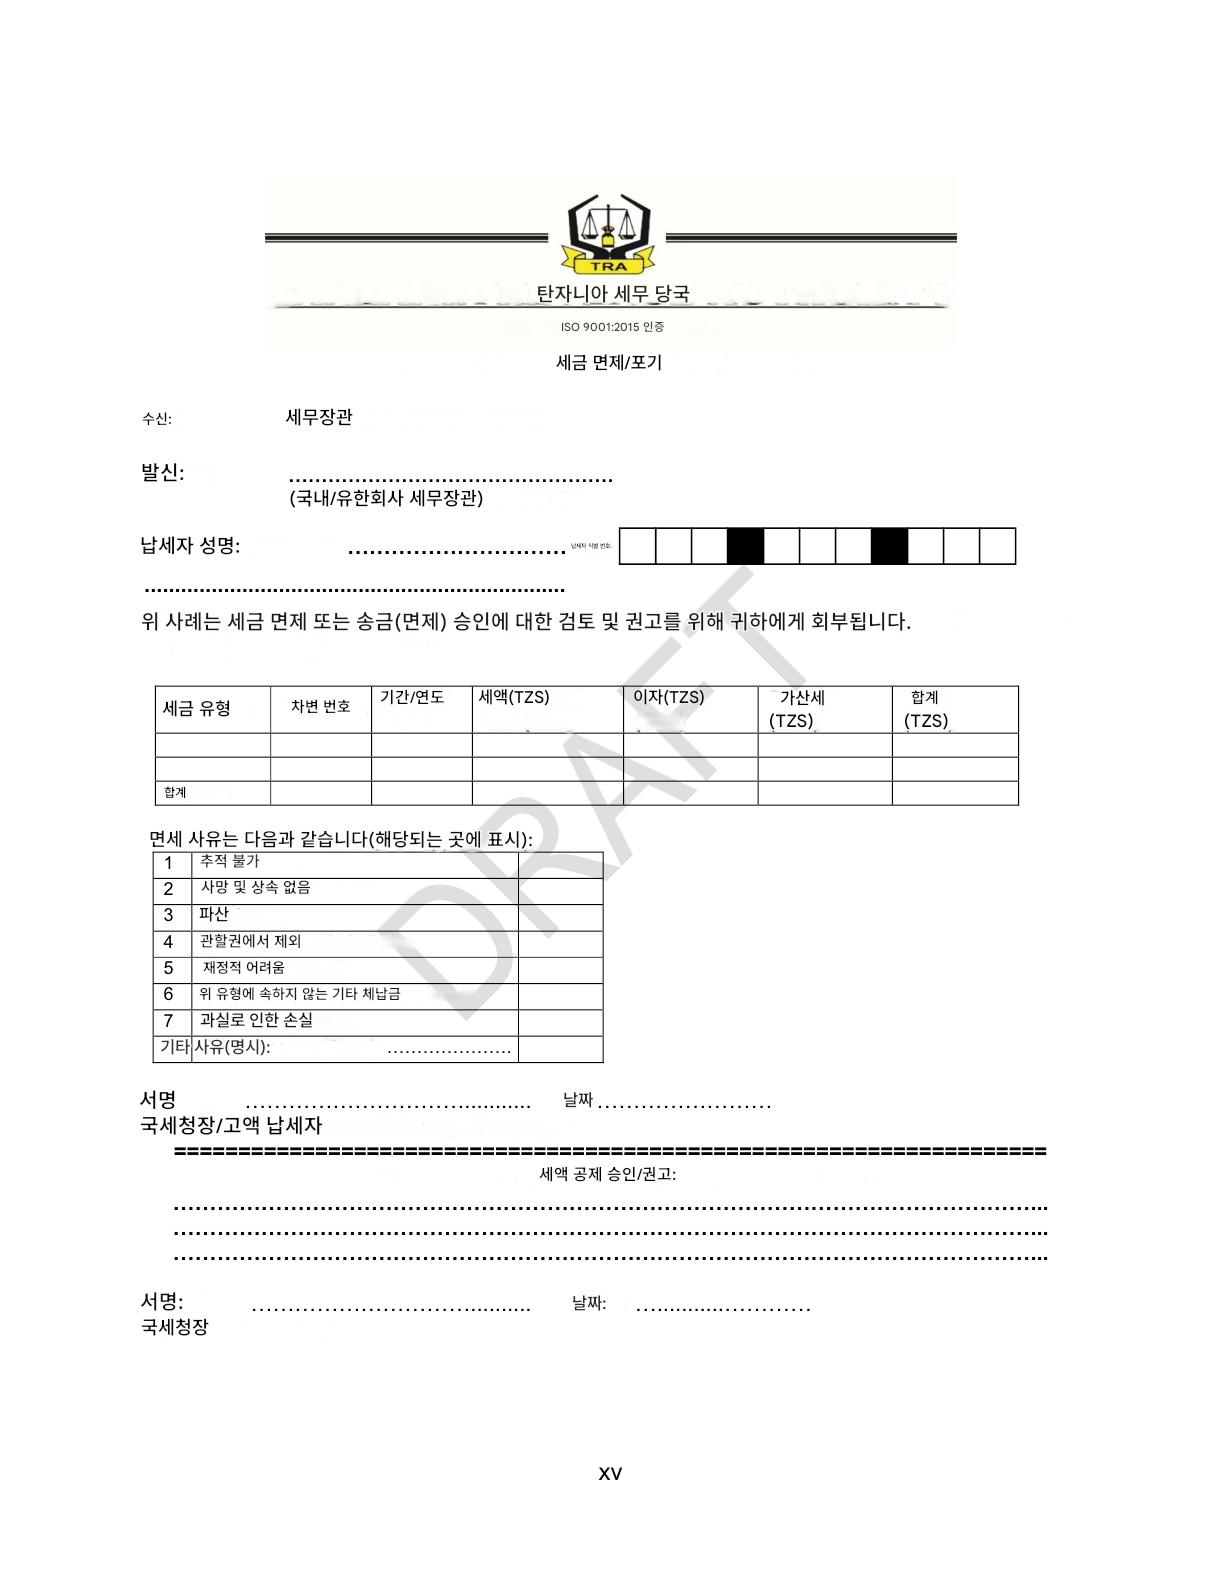 TRA
탄자니아 세무 당국
ISO 9001:2015 인증
세금 면제/포기
수신: 세무장관
발신: ................................................
(국내/유한회사 세무장관)
납세자 성명: .............................. 납세자 식별 번호:
......................................................................
위 사례는 세금 면제 또는 송금(면제) 승인에 대한 검토 및 권고를 위해 귀하에게 회부됩니다.
세금 유형 차변 번호 기간/연도 세액(TZS) 이자(TZS) 가산세 (TZS) 합계 (TZS)
합계
면세 사유는 다음과 같습니다(해당되는 곳에 표시):
1 추적 불가
2 사망 및 상속 없음
3 파산
4 관할권에서 제외
5 재정적 어려움
6 위 유형에 속하지 않는 기타 체납금
7 과실로 인한 손실
기타 사유(명시): .....................
서명 ....................................... 날짜 ........................
국세청장/고액 납세자
====================================================================
세액 공제 승인/권고:
........................................................................................................................
........................................................................................................................
........................................................................................................................
서명: ...................................... 날짜: ........................
국세청장
DRAFT
xv